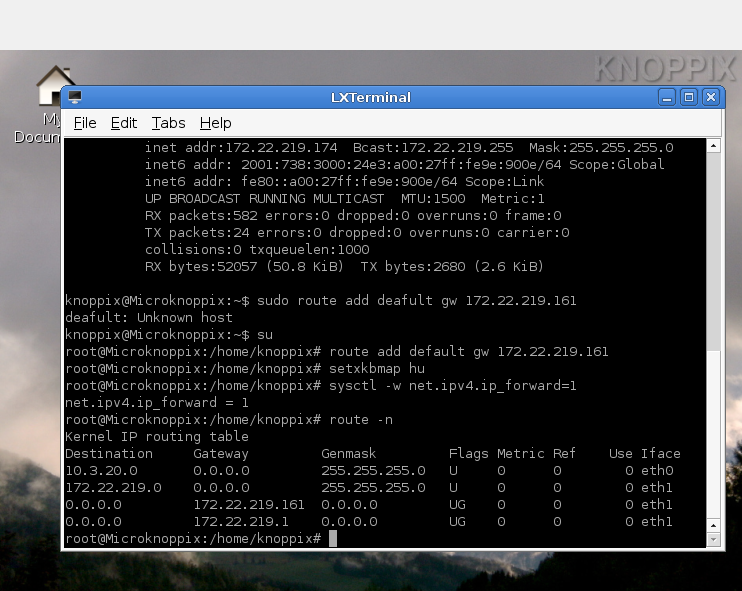 KNOPPIX
My
Docum
LXTerminal
File Edit Tabs Help
inet addr:172.22.219.174  Bcast:172.22.219.255  Mask:255.255.255.0
inet6 addr: 2001:738:3000:24e3:a00:27ff:fe9e:900e/64 Scope:Global
inet6 addr: fe80::a00:27ff:fe9e:900e/64 Scope:Link
UP BROADCAST RUNNING MULTICAST  MTU:1500  Metric:1
RX packets:582 errors:0 dropped:0 overruns:0 frame:0
TX packets:24 errors:0 dropped:0 overruns:0 carrier:0
collisions:0 txqueuelen:1000
RX bytes:52057 (50.8 KiB)  TX bytes:2680 (2.6 KiB)
knoppix@Microknoppix:~$ sudo route add deafult gw 172.22.219.161
deafult: Unknown host
knoppix@Microknoppix:~$ su
root@Microknoppix:/home/knoppix# route add default gw 172.22.219.161
root@Microknoppix:/home/knoppix# setxkbmap hu
root@Microknoppix:/home/knoppix# sysctl -w net.ipv4.ip_forward=1
net.ipv4.ip_forward = 1
root@Microknoppix:/home/knoppix# route -n
Kernel IP routing table
Destination     Gateway         Genmask         Flags Metric Ref    Use Iface
10.3.20.0       0.0.0.0         255.255.255.0   U     0      0        0 eth0
172.22.219.0    0.0.0.0         255.255.255.0   U     0      0        0 eth1
0.0.0.0         172.22.219.161  0.0.0.0         UG    0      0        0 eth1
0.0.0.0         172.22.219.1    0.0.0.0         UG    0      0        0 eth1
root@Microknoppix:/home/knoppix#